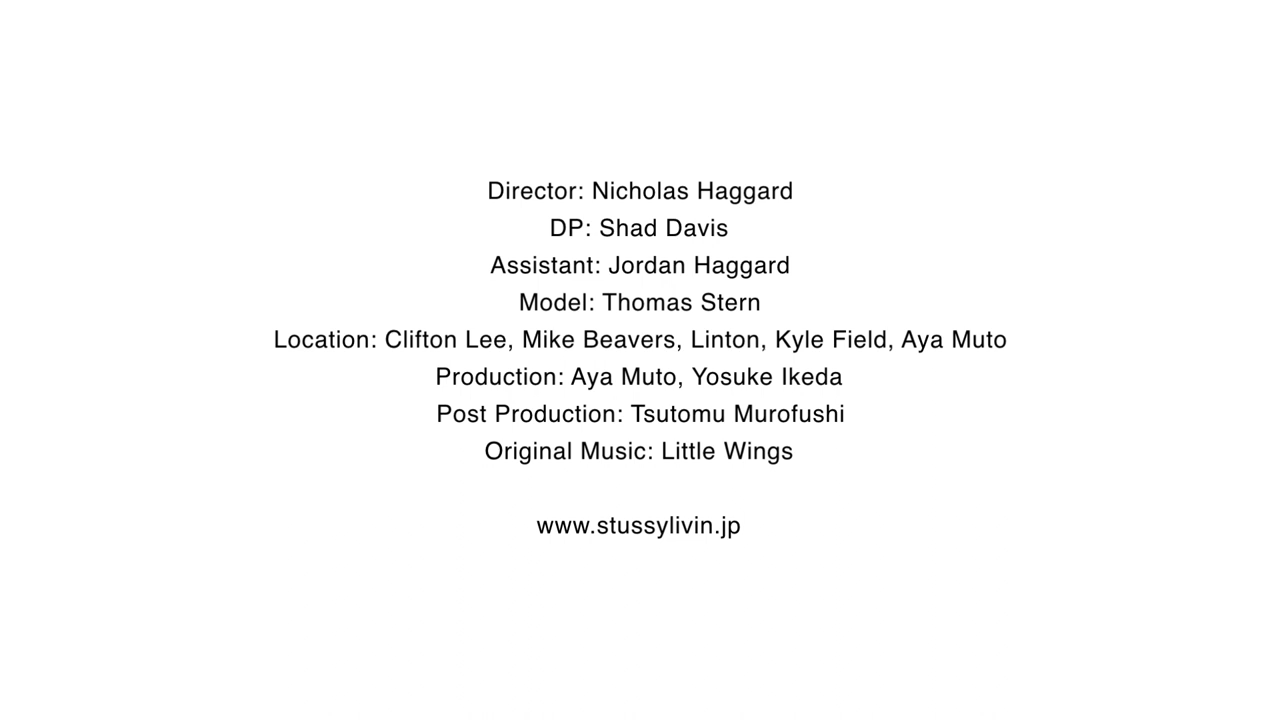 Director: Nicholas Haggard
DP: Shad Davis
Assistant: Jordan Haggard
Model: Thomas Stern
Location: Clifton Lee, Mike Beavers, Linton, Kyle Field, Aya Muto
Production: Aya Muto, Yosuke Ikeda
Post Production: Tsutomu Murofushi
Original Music: Little Wings
www.stussylivin.jp